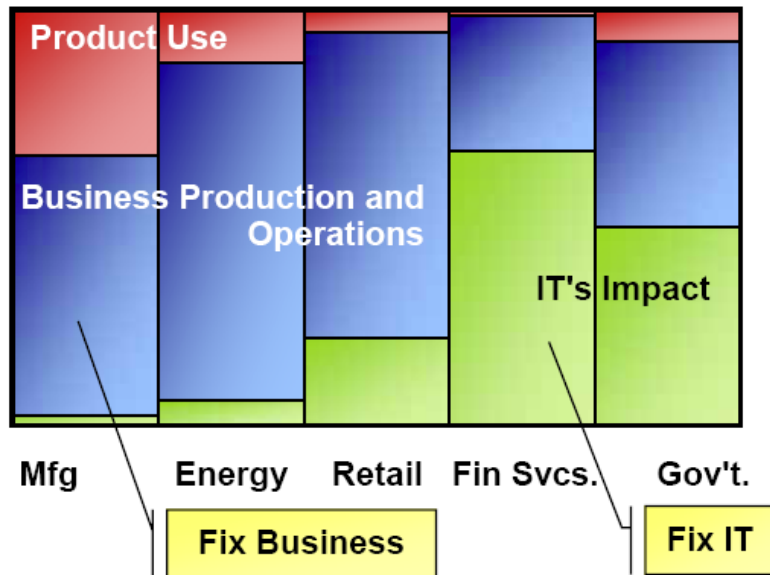 Product Use
Business Production and
Operations
IT's Impact
Mfg Energy Retail Fin Svcs. Gov't.
Fix Business Fix IT